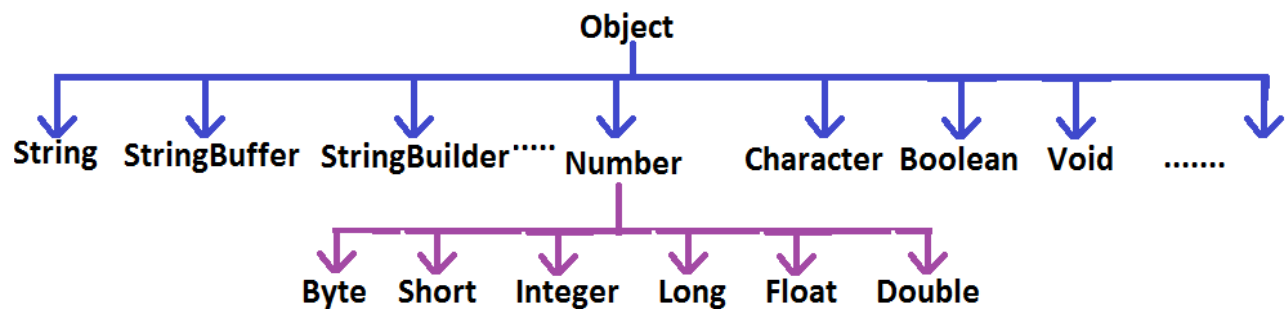 Object
String StringBuffer StringBuilder ..... Number Character Boolean Void .......
Byte Short Integer Long Float Double